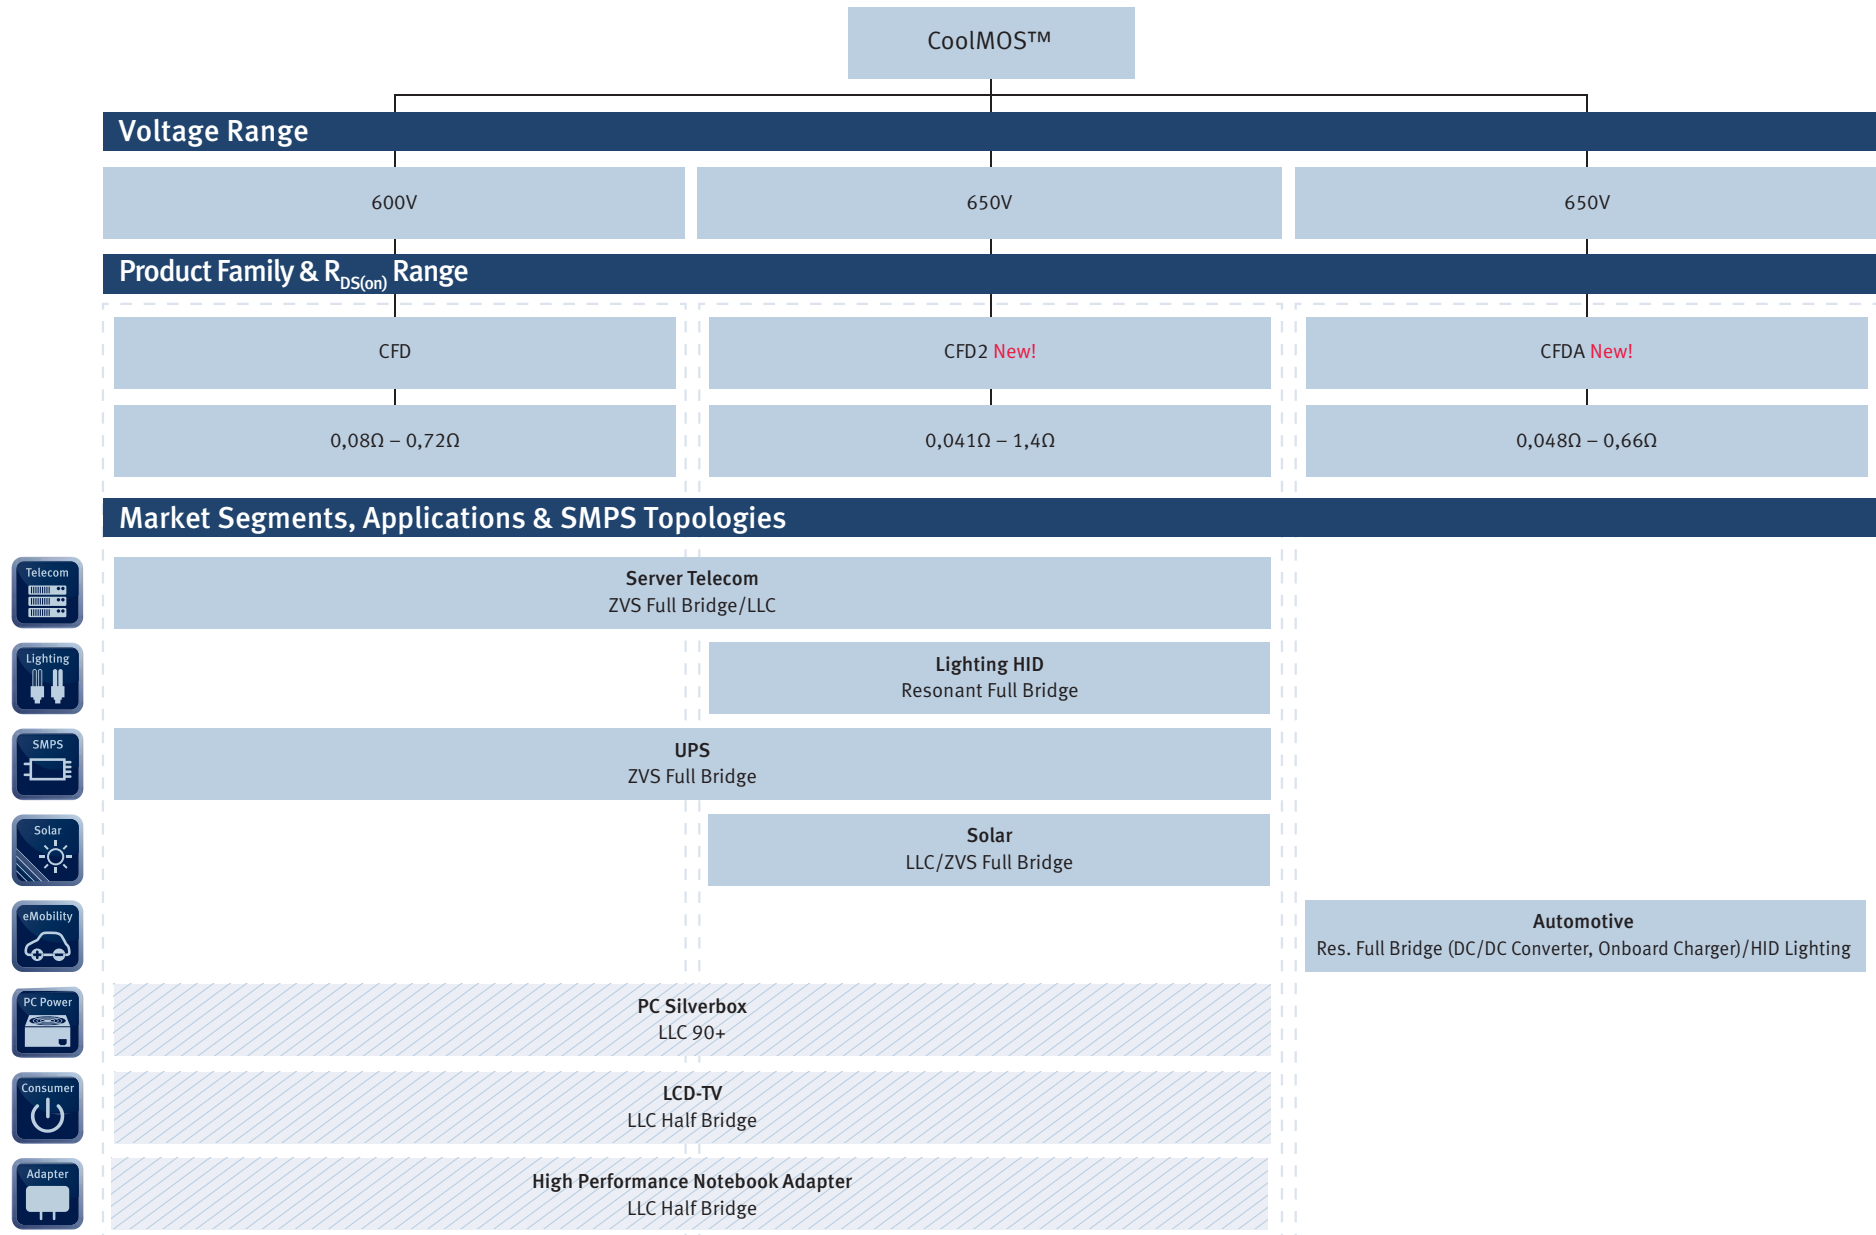 CoolMOS™
Voltage Range
600V
650V
650V
Product Family & RDS(on) Range
CFD
CFD2 New!
CFDA New!
0,08Ω – 0,72Ω
0,041Ω – 1,4Ω
0,048Ω – 0,66Ω
Market Segments, Applications & SMPS Topologies
Telecom
Server Telecom
ZVS Full Bridge/LLC
Lighting
Lighting HID
Resonant Full Bridge
SMPS
UPS
ZVS Full Bridge
Solar
Solar
LLC/ZVS Full Bridge
eMobility
Automotive
Res. Full Bridge (DC/DC Converter, Onboard Charger)/HID Lighting
PC Power
PC Silverbox
LLC 90+
Consumer
LCD-TV
LLC Half Bridge
Adapter
High Performance Notebook Adapter
LLC Half Bridge